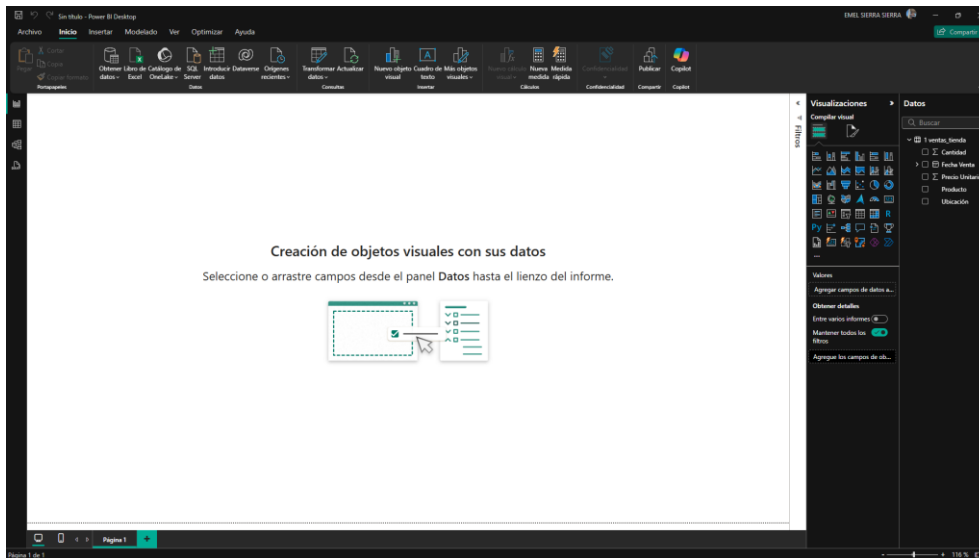 Sin título - Power BI Desktop
EMEL SIERRA SIERRA
Archivo Inicio Insertar Modelado Ver Optimizar Ayuda
Compartir
Pegar
Cortar
Copia
Copiar formato
Portapapeles
Obtener datos
Libro de Excel
Catálogo de OneLake
SQL Server
Introducir datos
Dataverse
Orígenes recientes
Datos
Transformar datos
Actualizar
Consultas
Nuevo objeto visual
Cuadro de texto
Más objetos visuales
Insertar
Nuevo cálculo visual
Nueva medida
Medida rápida
Cálculos
Confidencialidad
Confidencialidad
Publicar
Compartir
Copilot
Copilot
Creación de objetos visuales con sus datos
Seleccione o arrastre campos desde el panel Datos hasta el lienzo del informe.
Filtros
Visualizaciones
Compilar visual
R
Py
Valores
Agregar campos de datos a...
Obtener detalles
Entre varios informes
Mantener todos los
filtros
Agregue los campos de ob...
Datos
Buscar
1 ventas_tienda
Cantidad
Fecha Venta
Precio Unitario
Producto
Ubicación
Página 1
Página 1 de 1
116 %